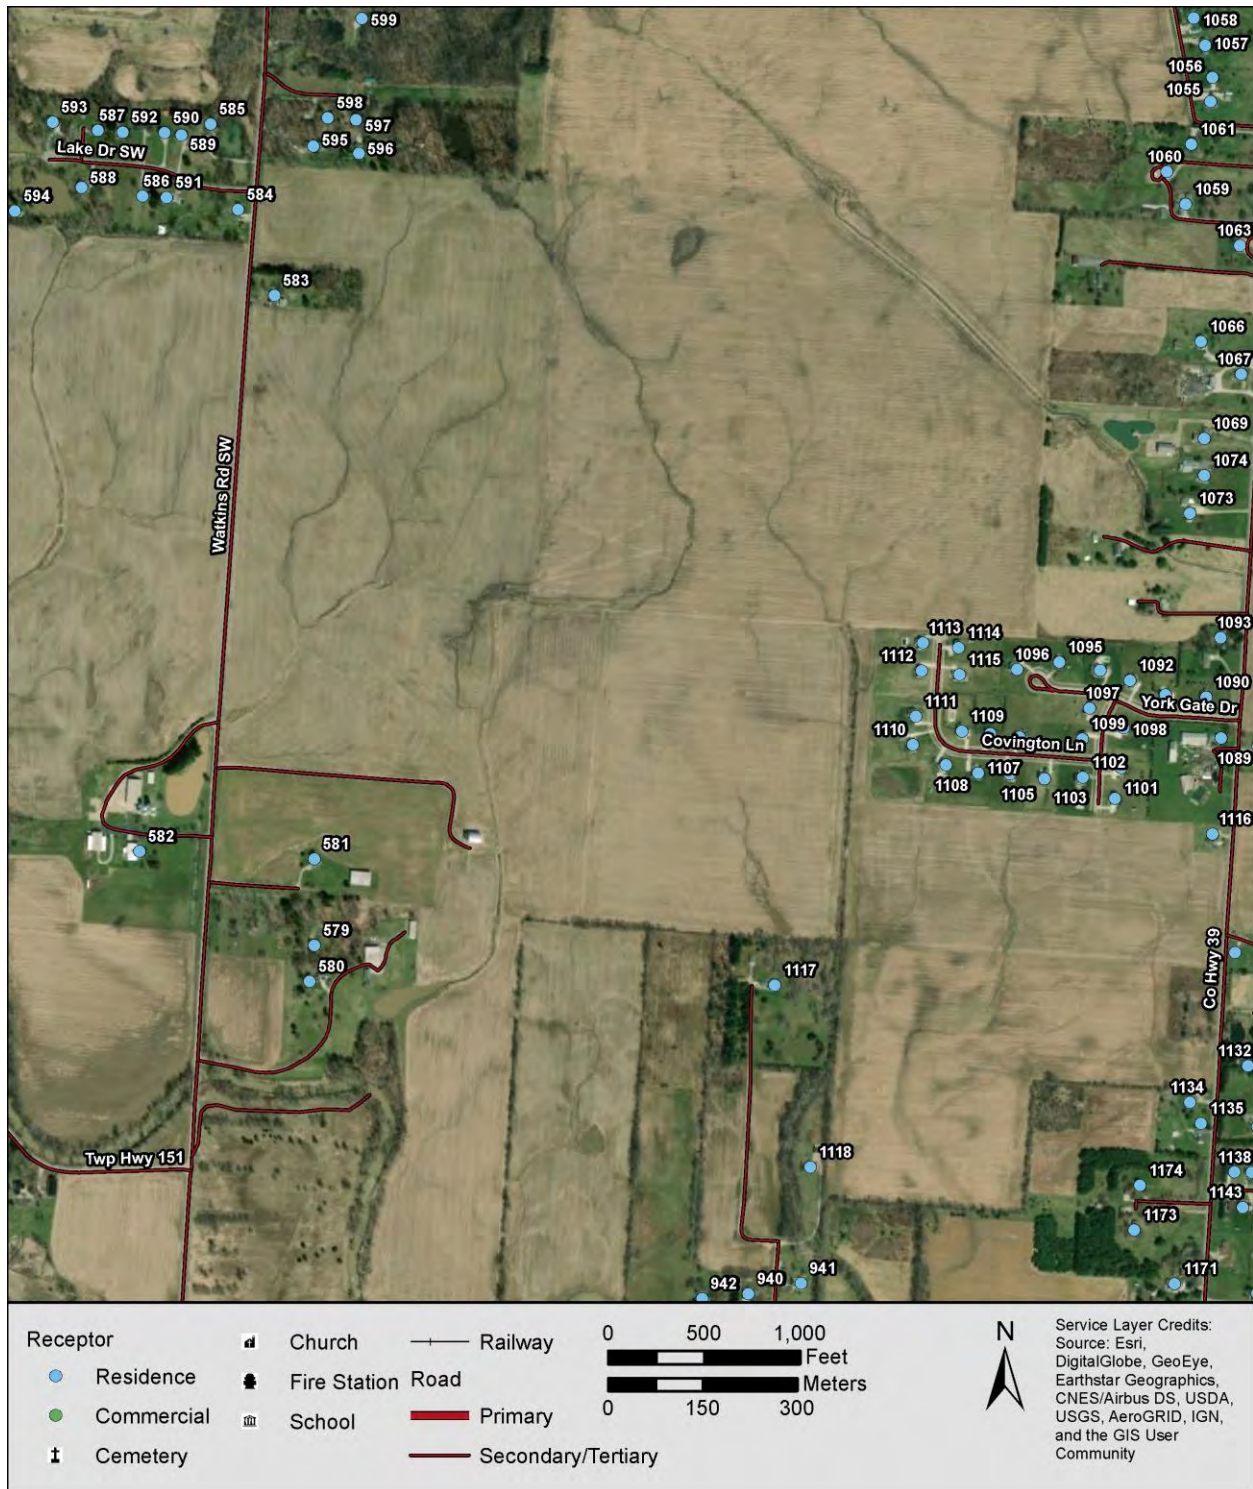 599
1058
1057
1056
1055
593
587
592
590
585
589
598
597
595
596
1061
Lake Dr SW
1060
588
586
591
584
594
1059
1063
583
1066
1067
1069
1074
1073
Watkins Rd SW
1093
1113
1114
1112
1115
1096
1095
1092
1090
1097
York Gate Dr
1111
1110
1109
1099
1098
Covington Ln
1089
1102
1108
1107
1105
1103
1101
1116
582
581
579
580
1117
Co Hwy 39
1132
1134
1135
1118
1138
Twp Hwy 151
1174
1143
1173
1171
942
940
941
Receptor
Residence
Commercial
Cemetery
Church
Fire Station
School
Railway
Road
Primary
Secondary/Tertiary
0 500 1,000
Feet
Meters
0 150 300
N
Service Layer Credits:
Source: Esri,
DigitalGlobe, GeoEye,
Earthstar Geographics,
CNES/Airbus DS, USDA,
USGS, AeroGRID, IGN,
and the GIS User
Community